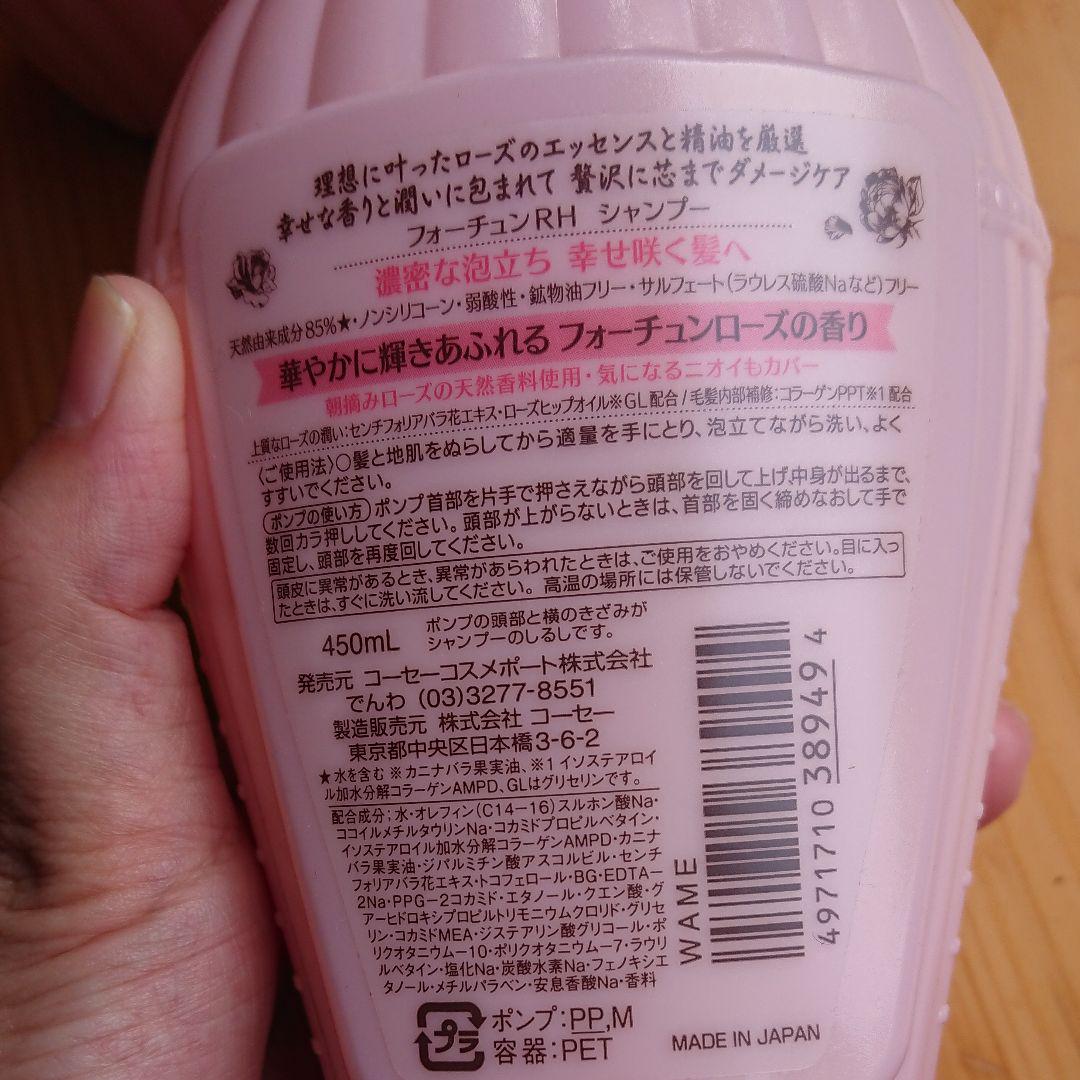 理想に叶ったローズのエッセンスと精油を厳選
幸せな香りと潤いに包まれて 贅沢に芯までダメージケア
フォーチュンRH シャンプー
濃密な泡立ち 幸せ咲く髪へ
天然由来成分85%★・ノンシリコーン・弱酸性・鉱物油フリー・サルフェート(ラウレス硫酸Naなど)フリー
華やかに輝きあふれる フォーチュンローズの香り
朝摘みローズの天然香料使用・気になるニオイもカバー
上質なローズの潤い:センチフォリアバラ花エキス・ローズヒップオイル※GL配合/毛髪内部補修:コラーゲンPPT※1配合
〈ご使用法〉○髪と地肌をぬらしてから適量を手にとり、泡立てながら洗い、よく
すすいでください。
ポンプの使い方 ポンプ首部を片手で押さえながら頭部を回して上げ、中身が出るまで、
数回カラ押ししてください。頭部が上がらないときは、首部を固く締めなおして手で
固定し、頭部を再度回してください。
頭皮に異常があるとき、異常があらわれたときは、ご使用をおやめください。目に入っ
たときは、すぐに洗い流してください。高温の場所には保管しないでください。
450mL
ポンプの頭部と横のきざみが
シャンプーのしるしです。
発売元 コーセーコスメポート株式会社
でんわ (03)3277-8551
製造販売元 株式会社 コーセー
東京都中央区日本橋3-6-2
★水を含む ※カニナバラ果実油、※1 イソステアロイ
ル加水分解コラーゲンAMPD、GLはグリセリンです。
配合成分;水・オレフィン(C14-16)スルホン酸Na・
ココイルメチルタウリンNa・コカミドプロピルベタイン・
イソステアロイル加水分解コラーゲンAMPD・カニナ
バラ果実油・ジパルミチン酸アスコルビル・センチ
フォリアバラ花エキス・トコフェロール・BG・EDTA-
2Na・PPG-2コカミド・エタノール・クエン酸・グ
アーヒドロキシプロピルトリモニウムクロリド・グリセ
リン・コカミドMEA・ジステアリン酸グリコール・ポ
リクオタニウム-10・ポリクオタニウム-7・ラウリ
ルベタイン・塩化Na・炭酸水素Na・フェノキシエ
タノール・メチルパラベン・安息香酸Na・香料
WAME
4971710 389494
プラ
ポンプ:PP,M
容器:PET
MADE IN JAPAN